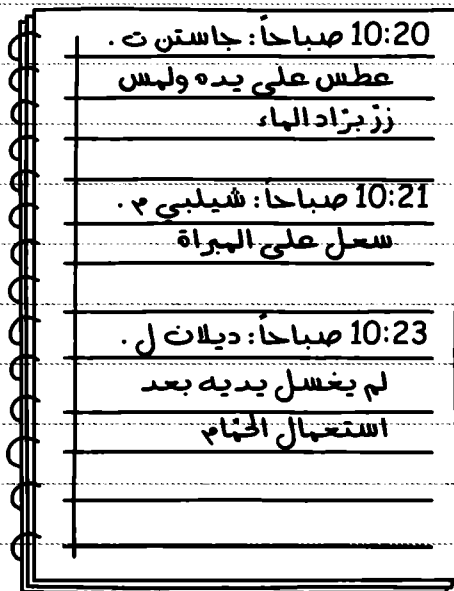 10:20 صباحاً: جاستن ت.
عطس على يده ولمس
زرّ برّاد الماء
10:21 صباحاً: شيلبي م.
سعل على المبراة
10:23 صباحاً: ديلان ل.
لم يغسل يديه بعد
استعمال الحمّام